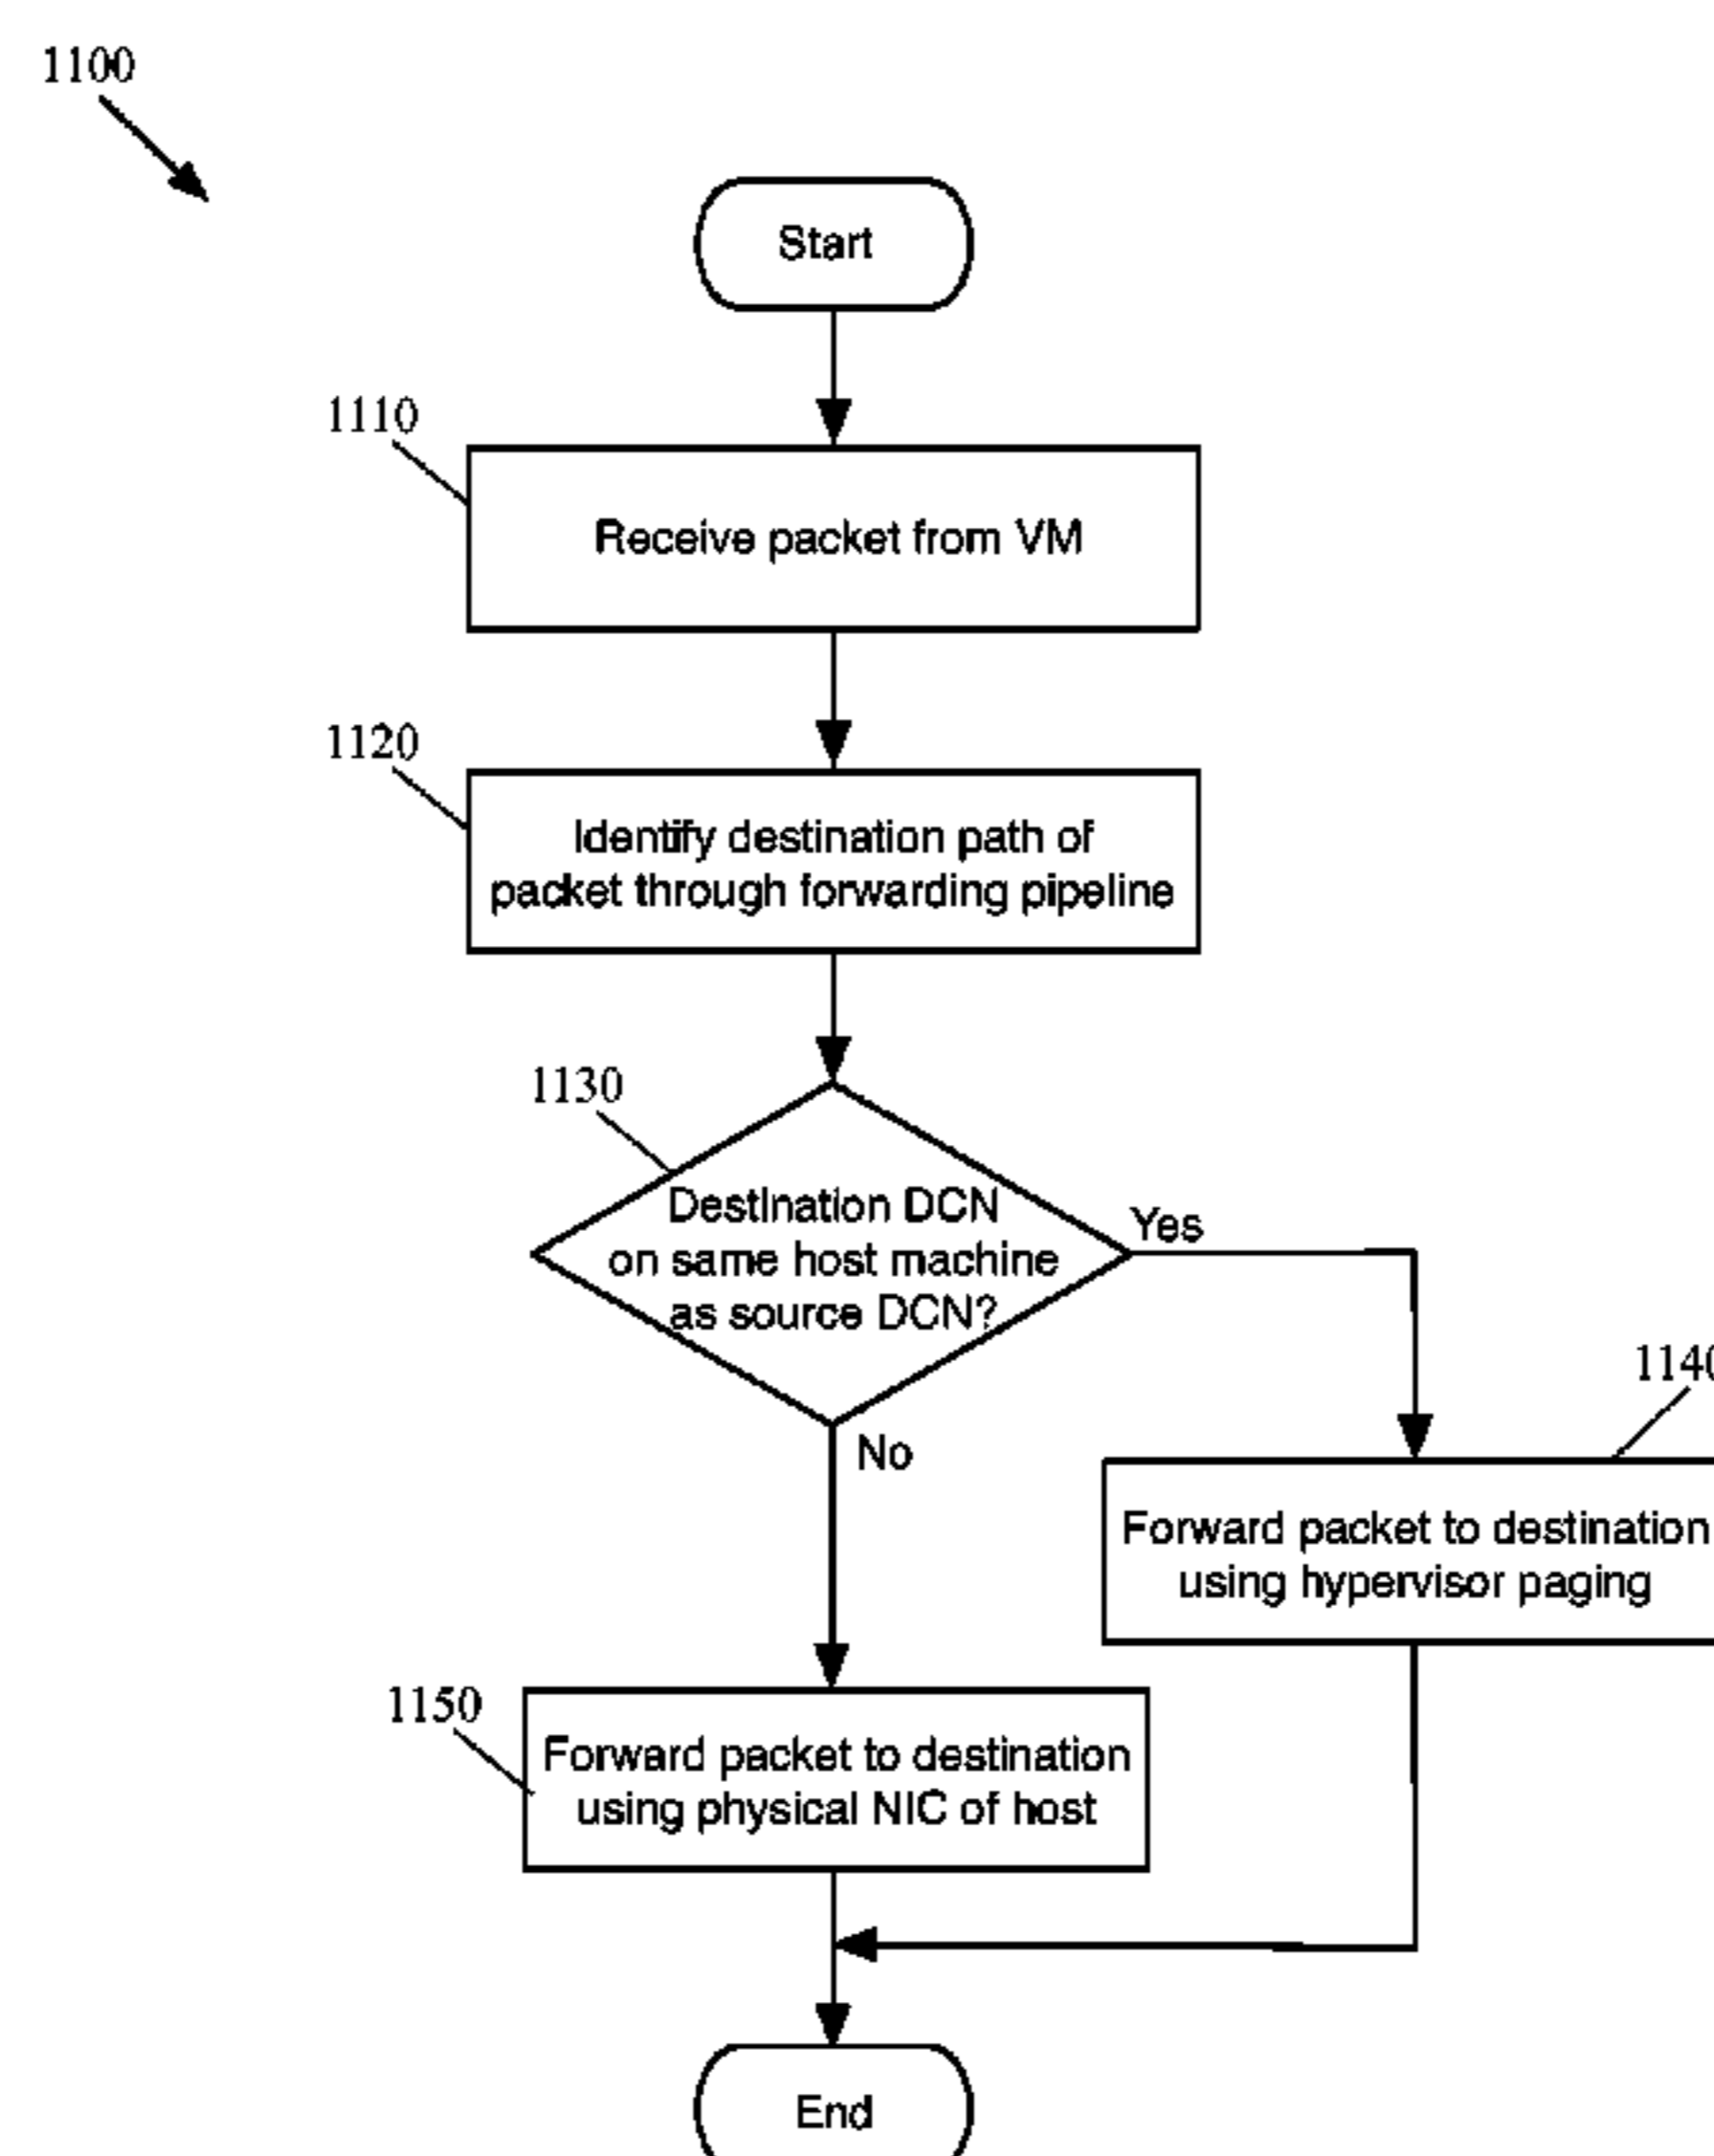 1100
Start
1110
Receive packet from VM
1120
Identify destination path of
packet through forwarding pipeline
1130
Destination DCN
on same host machine
as source DCN?
Yes
No
1140
Forward packet to destination
using hypervisor paging
1150
Forward packet to destination
using physical NIC of host
End